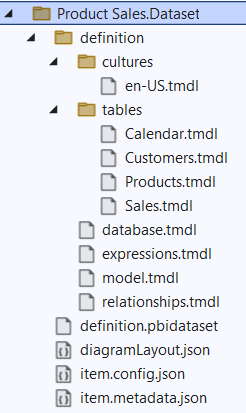 Product Sales.Dataset
definition
cultures
en-US.tmdl
tables
Calendar.tmdl
Customers.tmdl
Products.tmdl
Sales.tmdl
database.tmdl
expressions.tmdl
model.tmdl
relationships.tmdl
definition.pbidataset
diagramLayout.json
item.config.json
item.metadata.json